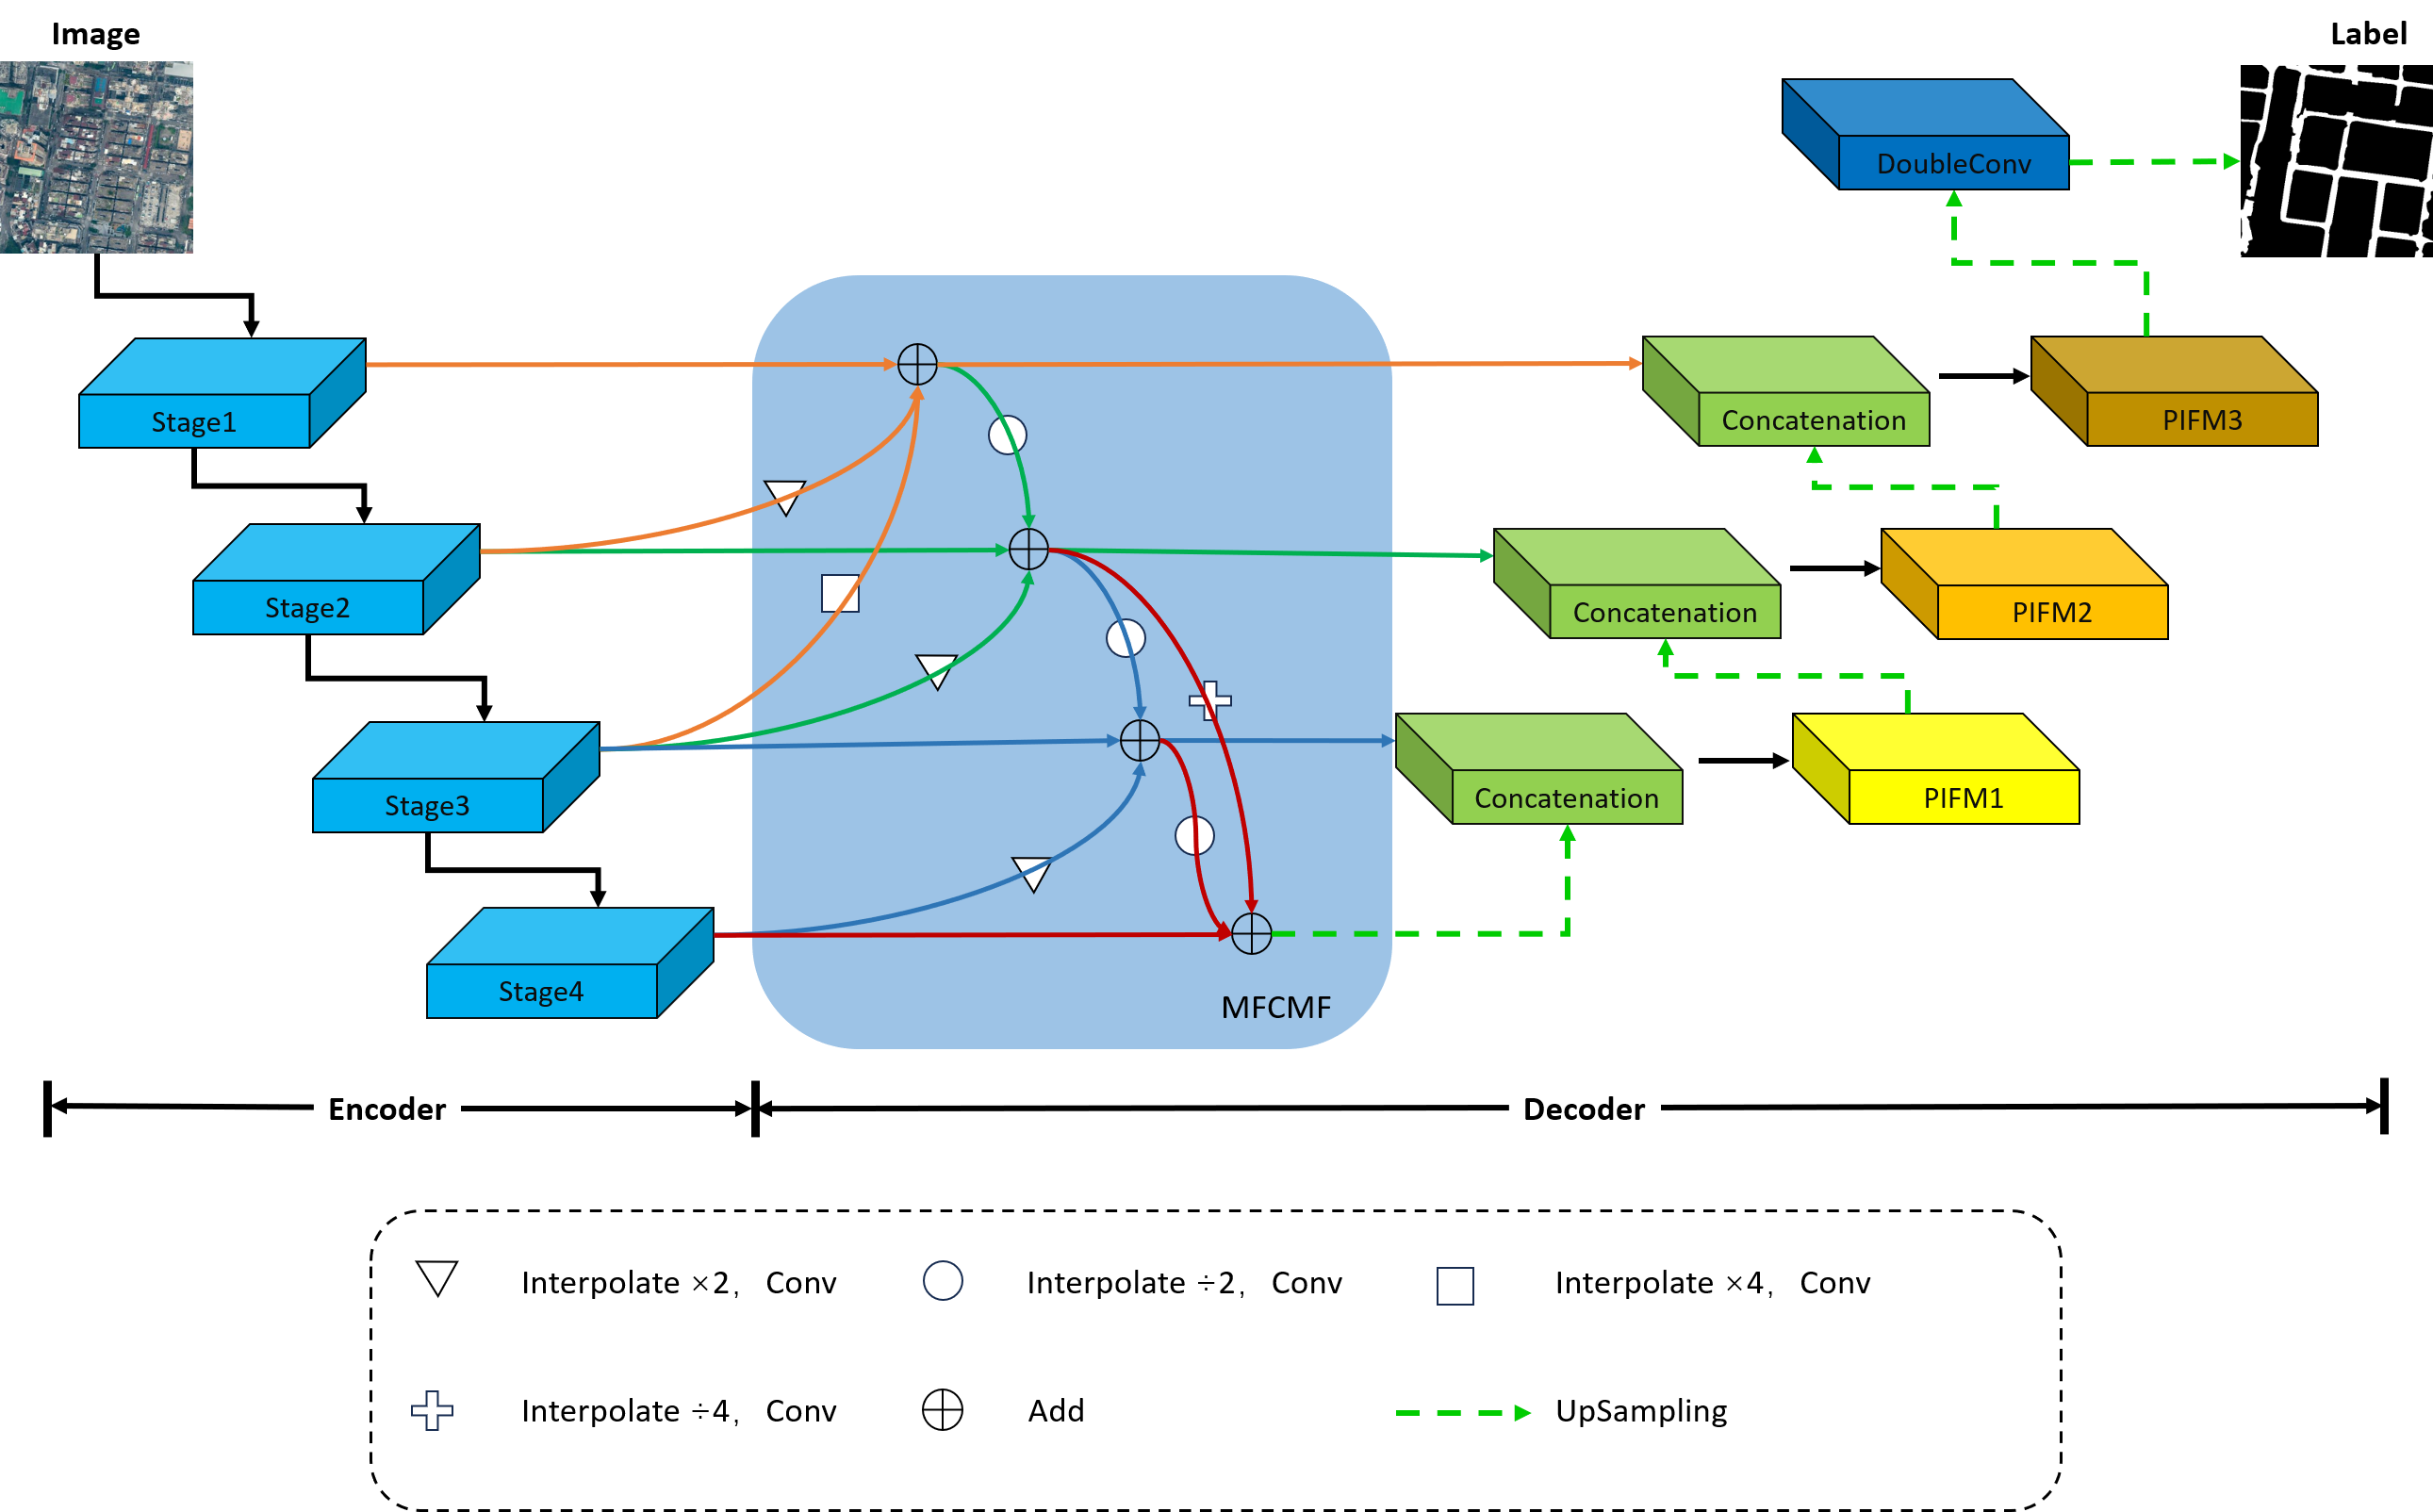 Image
Label
DoubleConv
Stage1
Concatenation
PIFM3
Stage2
Concatenation
PIFM2
Stage3
Concatenation
PIFM1
Stage4
MFCMF
Encoder
Decoder
Interpolate ×2, Conv
Interpolate ÷2, Conv
Interpolate ×4, Conv
Interpolate ÷4, Conv
Add
UpSampling